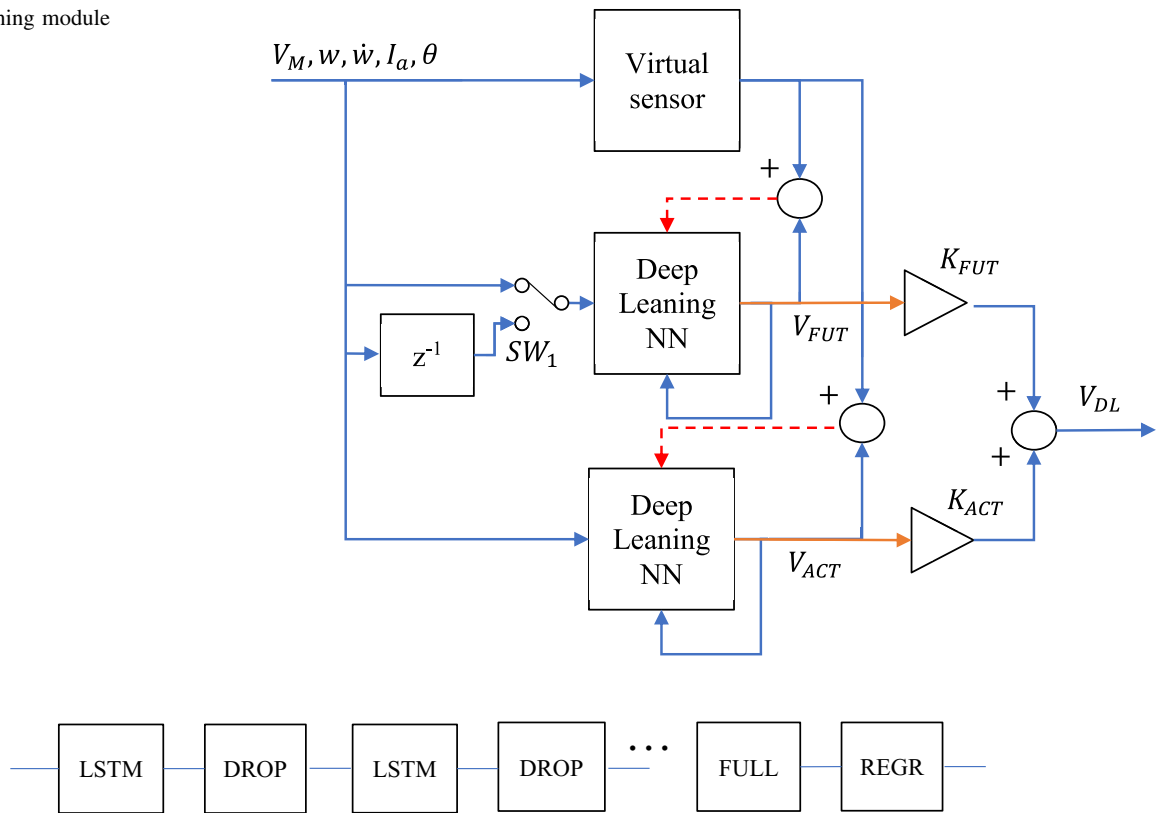 ning module
V_M, w, ẇ, I_a, θ
Virtual
sensor
+
Deep
Leaning
NN
K_FUT
V_FUT
z⁻¹
SW₁
+
+
V_DL
+
Deep
Leaning
NN
K_ACT
V_ACT
LSTM
DROP
LSTM
DROP
...
FULL
REGR